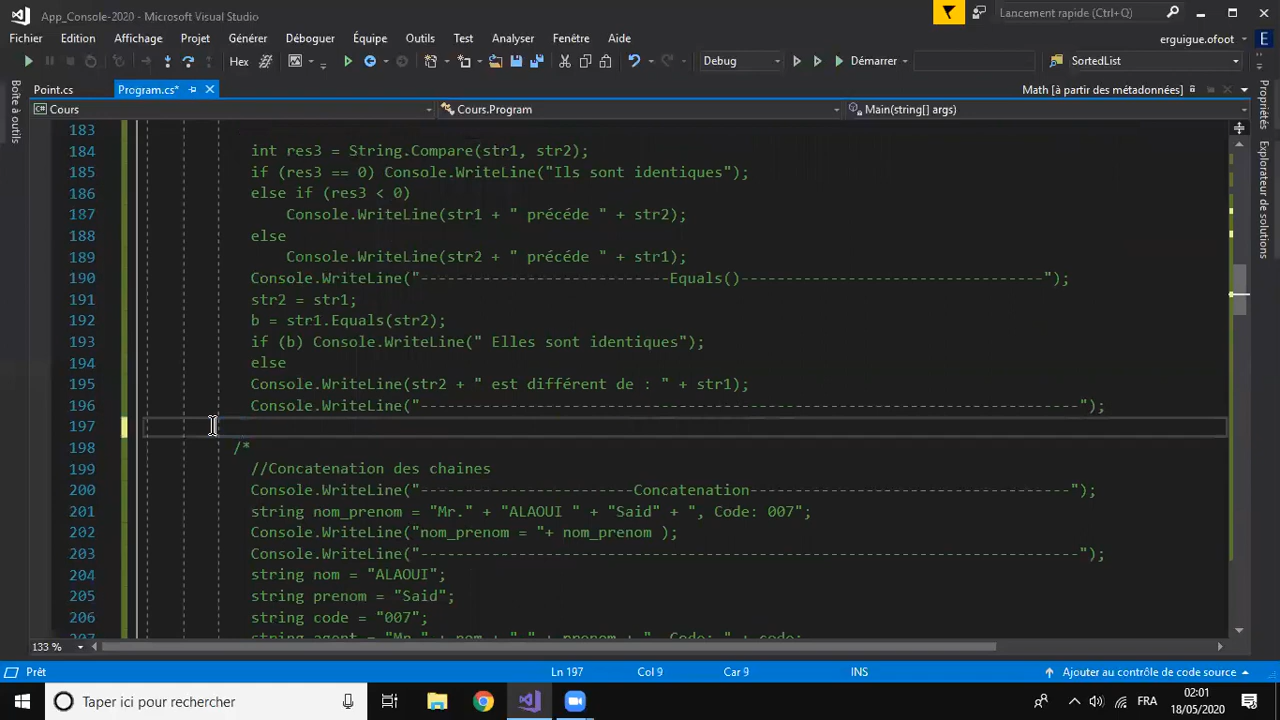 App_Console-2020 - Microsoft Visual Studio
Lancement rapide (Ctrl+Q)
Fichier Edition Affichage Projet Générer Déboguer Équipe Outils Test Analyser Fenêtre Aide
erguigue.ofoot E
Hex Debug Démarrer SortedList
Point.cs Program.cs* Math [à partir des métadonnées]
Cours Cours.Program Main(string[] args)
Boîte à outils
Propriétés
Explorateur de solutions
183
184 int res3 = String.Compare(str1, str2);
185 if (res3 == 0) Console.WriteLine("Ils sont identiques");
186 else if (res3 < 0)
187 Console.WriteLine(str1 + " précéde " + str2);
188 else
189 Console.WriteLine(str2 + " précéde " + str1);
190 Console.WriteLine("----------------------------Equals()----------------------------------");
191 str2 = str1;
192 b = str1.Equals(str2);
193 if (b) Console.WriteLine(" Elles sont identiques");
194 else
195 Console.WriteLine(str2 + " est différent de : " + str1);
196 Console.WriteLine("--------------------------------------------------------------------------");
197
198 /*
199 //Concatenation des chaines
200 Console.WriteLine("------------------------Concatenation------------------------------------");
201 string nom_prenom = "Mr." + "ALAOUI " + "Said" + ", Code: 007";
202 Console.WriteLine("nom_prenom = "+ nom_prenom );
203 Console.WriteLine("--------------------------------------------------------------------------");
204 string nom = "ALAOUI";
205 string prenom = "Said";
206 string code = "007";
207 string agent = "Mr." + nom + " " + prenom + ", Code: " + code;
133 %
Prêt Ln 197 Col 9 Car 9 INS Ajouter au contrôle de code source
Taper ici pour rechercher
FRA
02:01
18/05/2020